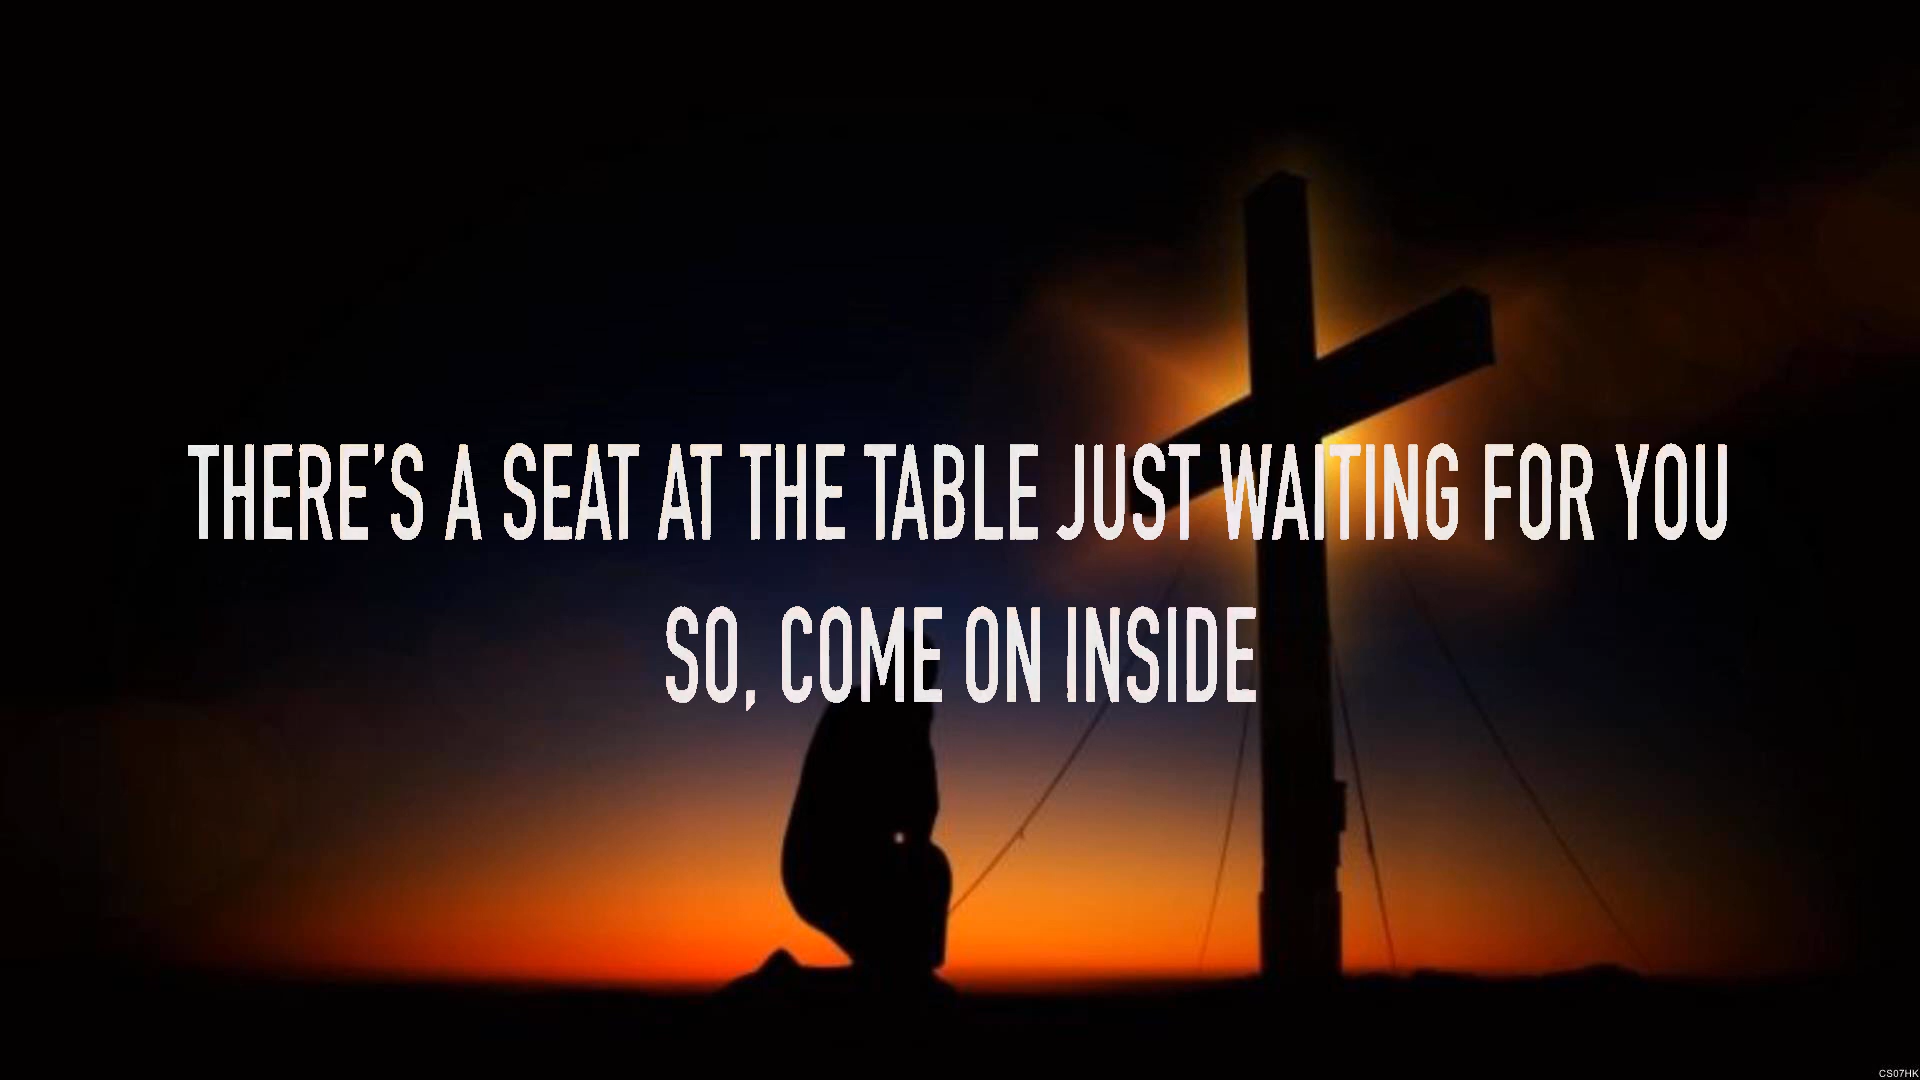 THERE'S A SEAT AT THE TABLE JUST WAITING FOR YOU
SO, COME ON INSIDE
CS07HK